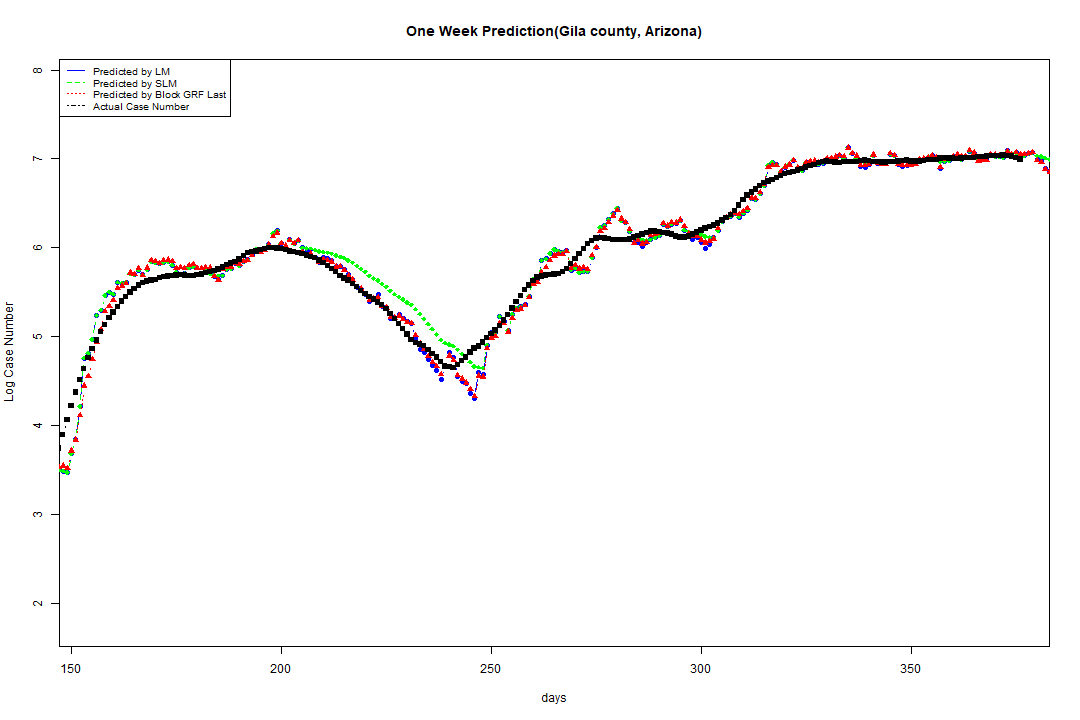 One Week Prediction(Gila county, Arizona)
Predicted by LM
Predicted by SLM
Predicted by Block GRF Last
Actual Case Number
8
7
6
5
4
3
2
Log Case Number
150 200 250 300 350
days